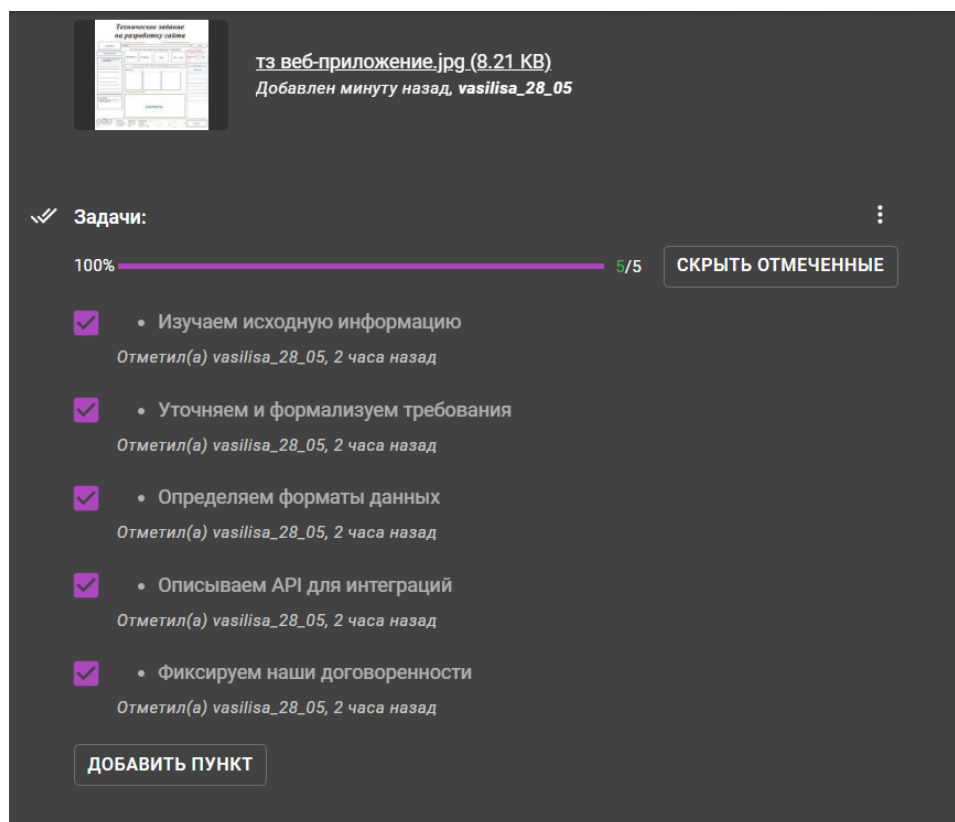 Техническое задание
на разработку сайта
тз веб-приложение.jpg (8.21 KB)
Добавлен минуту назад, vasilisa_28_05
Задачи:
100% 5/5 СКРЫТЬ ОТМЕЧЕННЫЕ
• Изучаем исходную информацию
Отметил(а) vasilisa_28_05, 2 часа назад
• Уточняем и формализуем требования
Отметил(а) vasilisa_28_05, 2 часа назад
• Определяем форматы данных
Отметил(а) vasilisa_28_05, 2 часа назад
• Описываем API для интеграций
Отметил(а) vasilisa_28_05, 2 часа назад
• Фиксируем наши договоренности
Отметил(а) vasilisa_28_05, 2 часа назад
ДОБАВИТЬ ПУНКТ